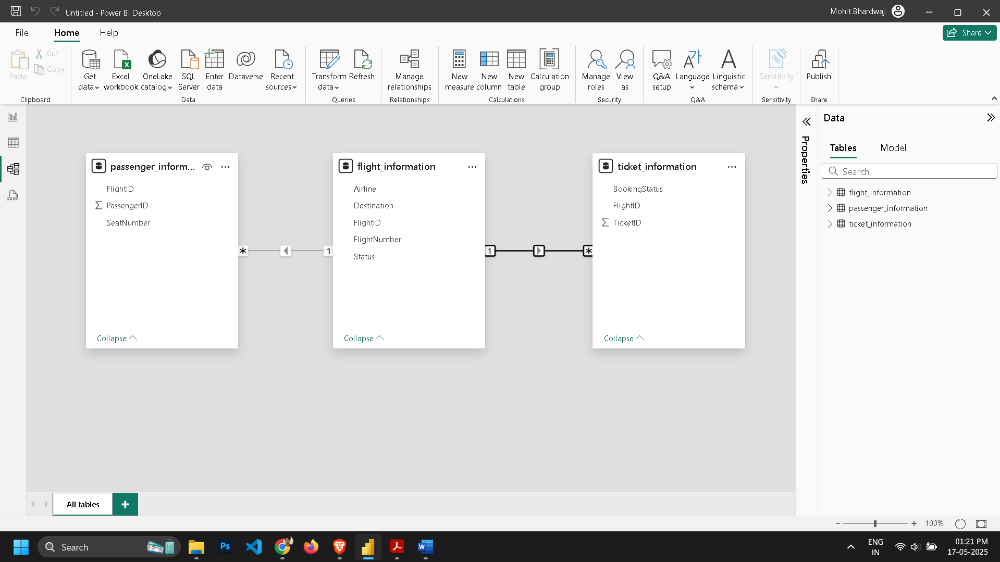 Untitled - Power BI Desktop
Mohit Bhardwaj
File Home Help
Share
Paste
Cut
Copy
Get data
Excel workbook
OneLake catalog
SQL Server
Enter data
Dataverse
Recent sources
Transform data
Refresh
Manage relationships
New measure
New column
New table
Calculation group
Manage roles
View as
Q&A setup
Language
Linguistic schema
Sensitivity
Publish
Clipboard
Data
Queries
Relationships
Calculations
Security
Q&A
Sensitivity
Share
passenger_inform...
FlightID
PassengerID
SeatNumber
Collapse
* 1
flight_information
Airline
Destination
FlightID
FlightNumber
Status
Collapse
1 *
ticket_information
BookingStatus
FlightID
TicketID
Collapse
Properties
Data
Tables Model
Search
flight_information
passenger_information
ticket_information
All tables
+
- + 100%
Search
Ps
W
ENG
IN
01:21 PM
17-05-2025
DAX